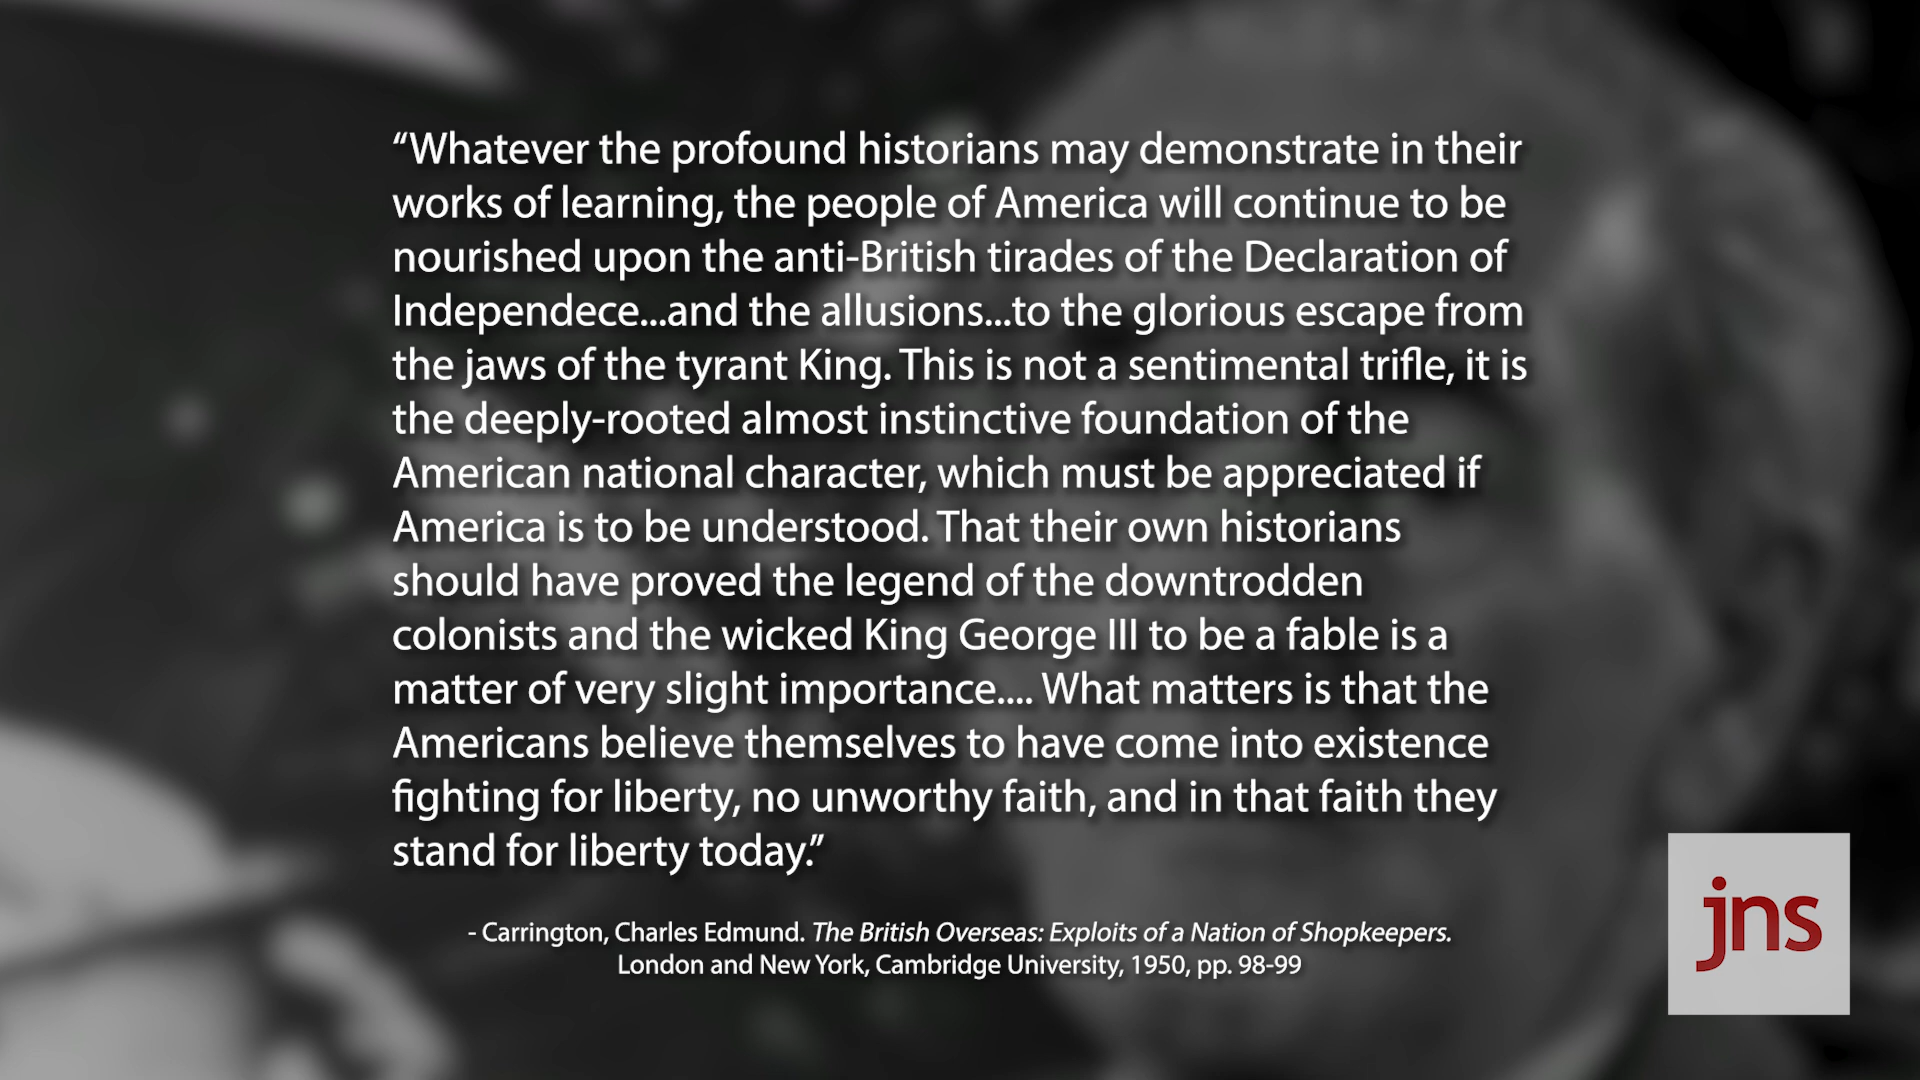 “Whatever the profound historians may demonstrate in their
works of learning, the people of America will continue to be
nourished upon the anti-British tirades of the Declaration of
Independece...and the allusions...to the glorious escape from
the jaws of the tyrant King. This is not a sentimental trifle, it is
the deeply-rooted almost instinctive foundation of the
American national character, which must be appreciated if
America is to be understood. That their own historians
should have proved the legend of the downtrodden
colonists and the wicked King George III to be a fable is a
matter of very slight importance.... What matters is that the
Americans believe themselves to have come into existence
fighting for liberty, no unworthy faith, and in that faith they
stand for liberty today.”
- Carrington, Charles Edmund. The British Overseas: Exploits of a Nation of Shopkeepers.
London and New York, Cambridge University, 1950, pp. 98-99
jns